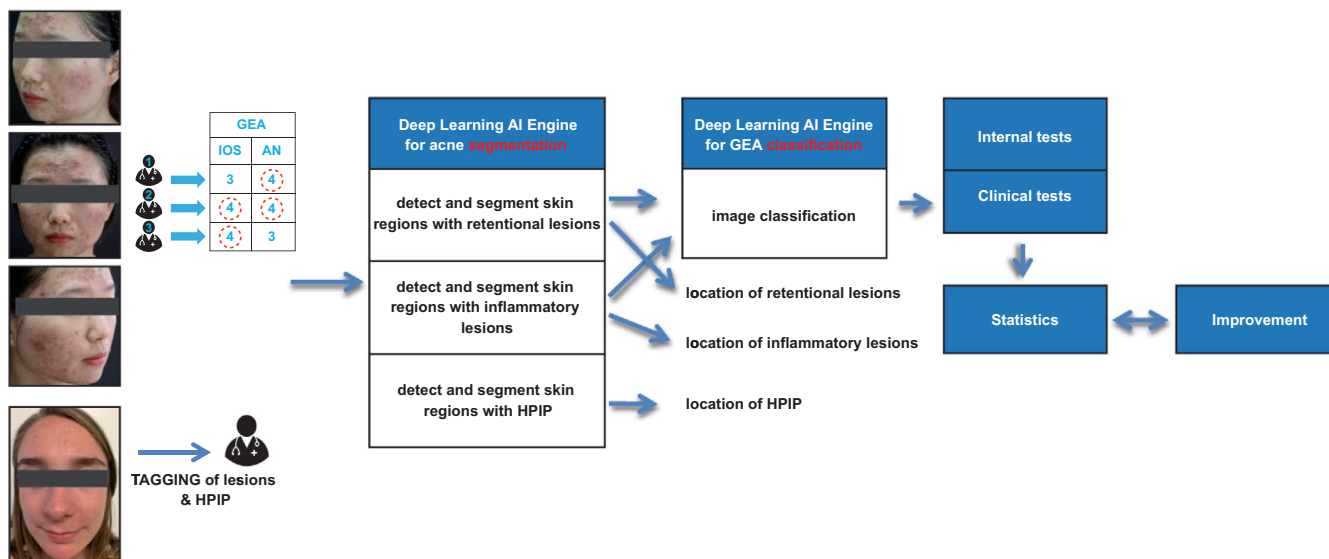 GEA
IOS AN
1
3 4
2
4 4
3
4 3
TAGGING of lesions
& HPIP
Deep Learning AI Engine
for acne segmentation
detect and segment skin
regions with retentional lesions
detect and segment skin
regions with inflammatory
lesions
detect and segment skin
regions with HPIP
Deep Learning AI Engine
for GEA classification
image classification
location of retentional lesions
location of inflammatory lesions
location of HPIP
Internal tests
Clinical tests
Statistics
Improvement